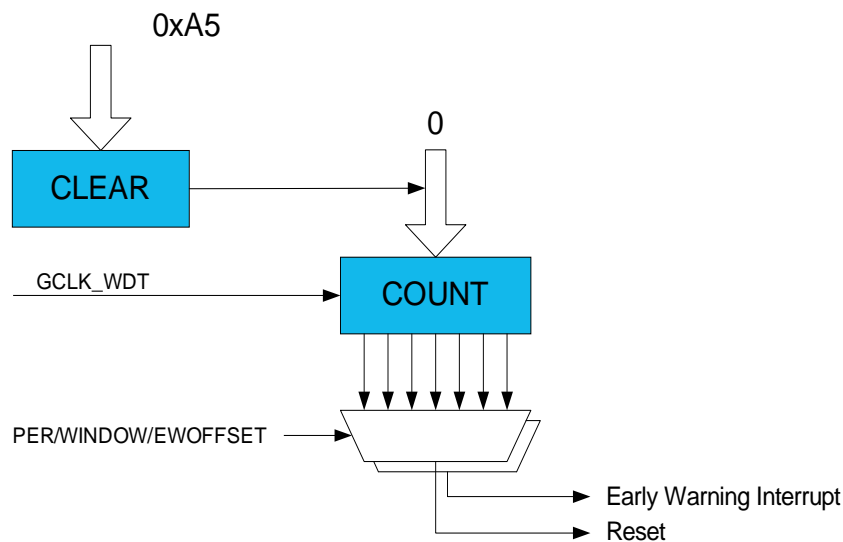 0xA5
0
CLEAR
GCLK_WDT
COUNT
PER/WINDOW/EWOFFSET
Early Warning Interrupt
Reset